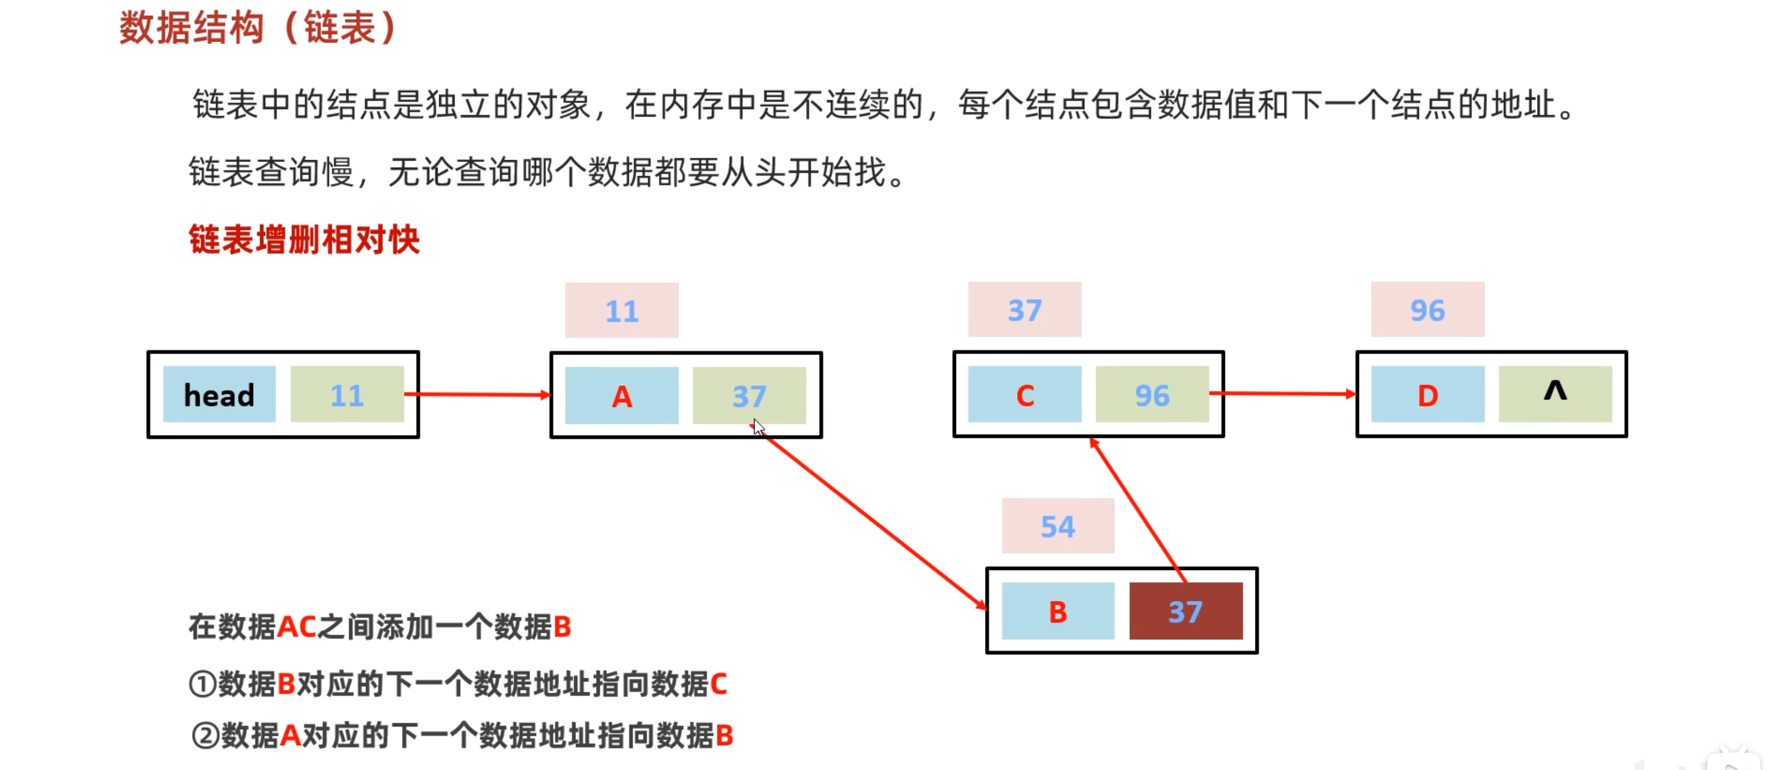 数据结构（链表）
链表中的结点是独立的对象，在内存中是不连续的，每个结点包含数据值和下一个结点的地址。
链表查询慢，无论查询哪个数据都要从头开始找。
链表增删相对快
11 37 96
head 11 A 37 C 96 D ^
54
B 37
在数据AC之间添加一个数据B
①数据B对应的下一个数据地址指向数据C
②数据A对应的下一个数据地址指向数据B